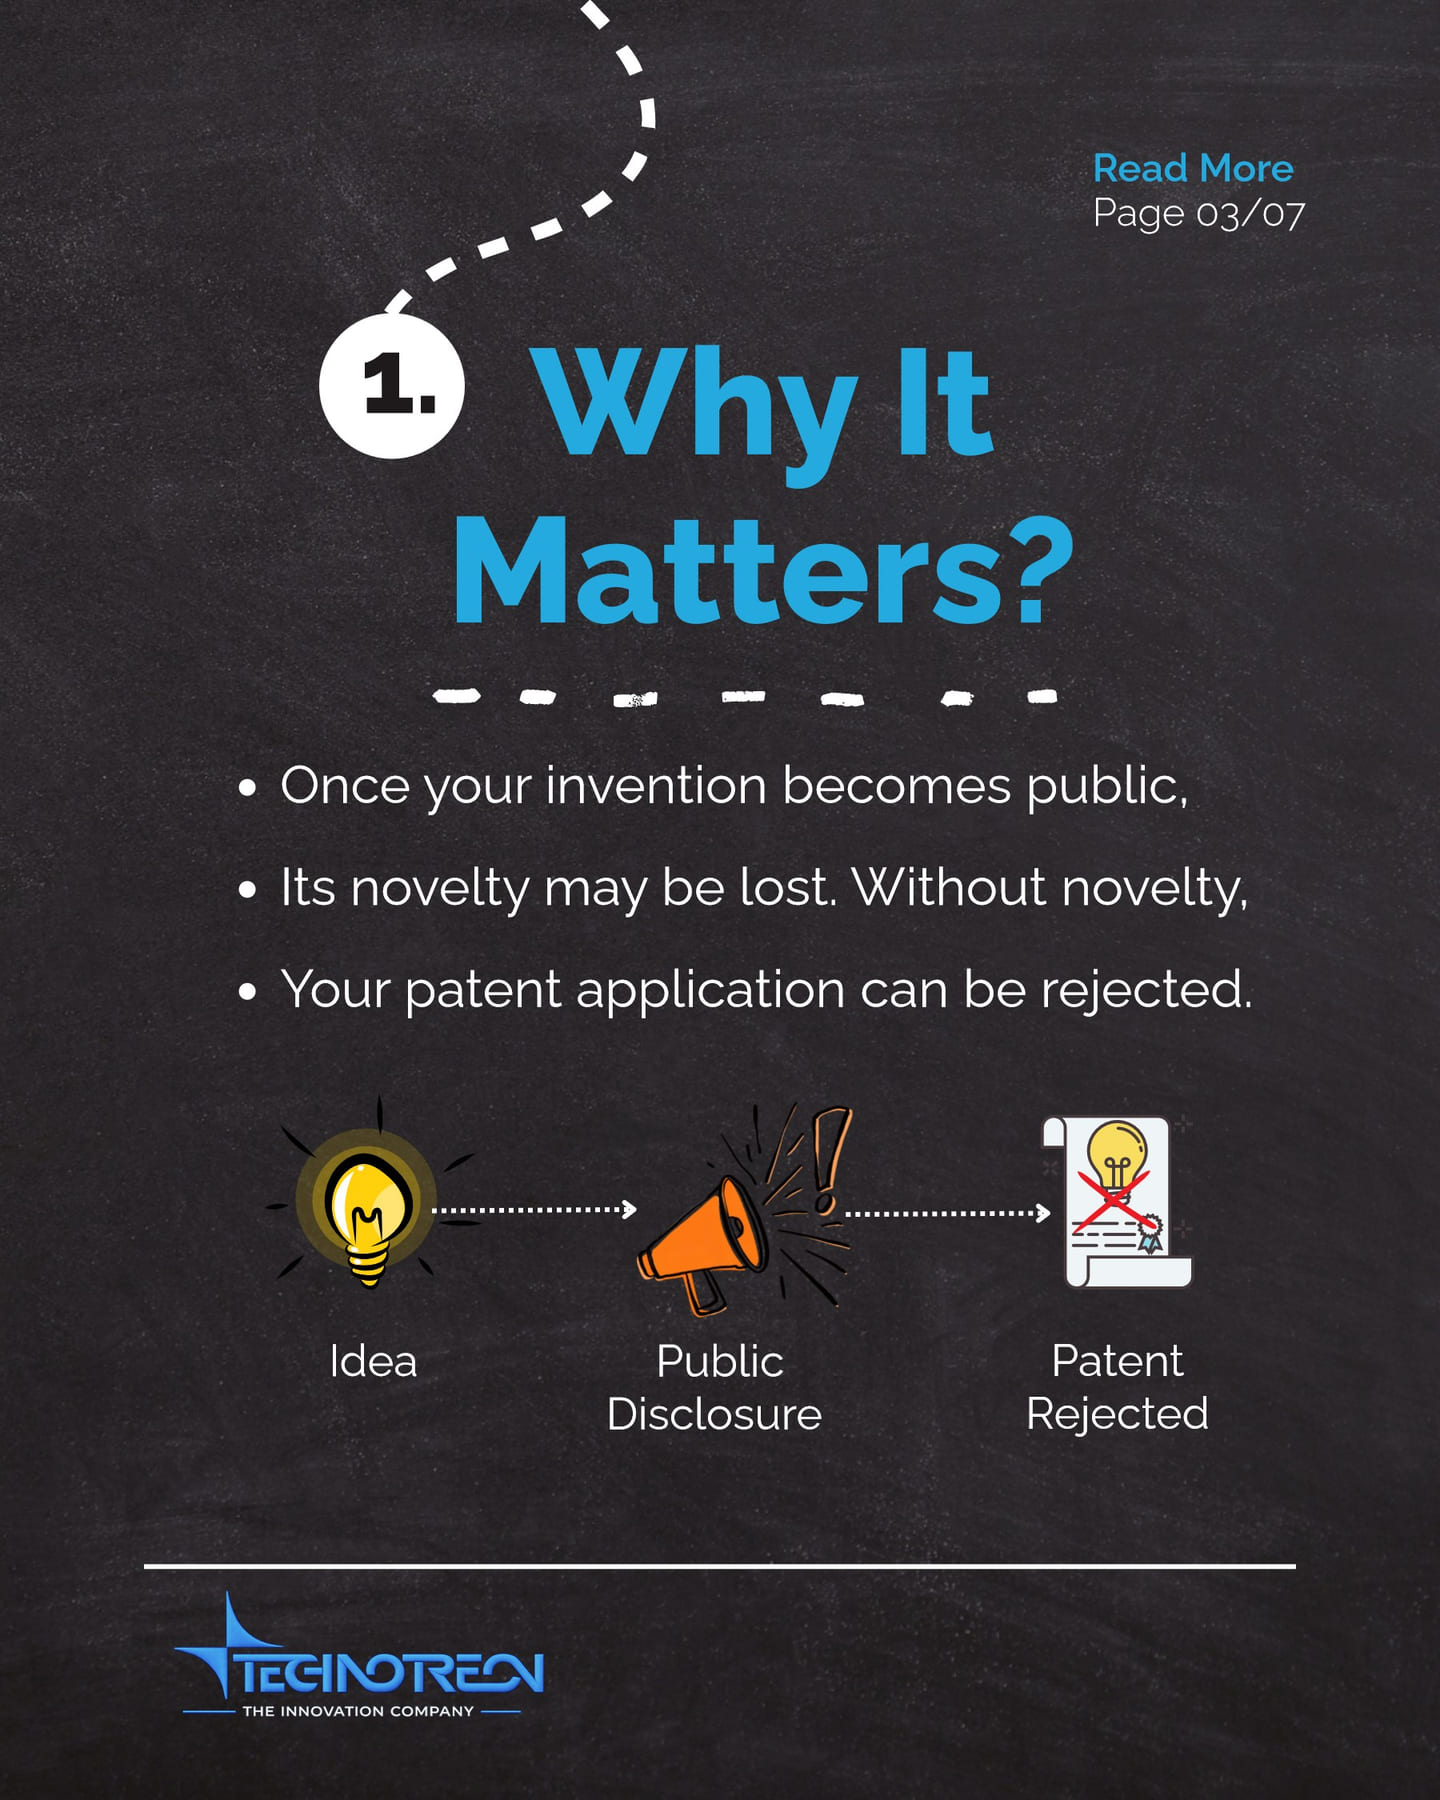 Read More
Page 03/07
1. Why It
Matters?
• Once your invention becomes public,
• Its novelty may be lost. Without novelty,
• Your patent application can be rejected.
Idea
Public
Disclosure
Patent
Rejected
TECHNOTREON
THE INNOVATION COMPANY